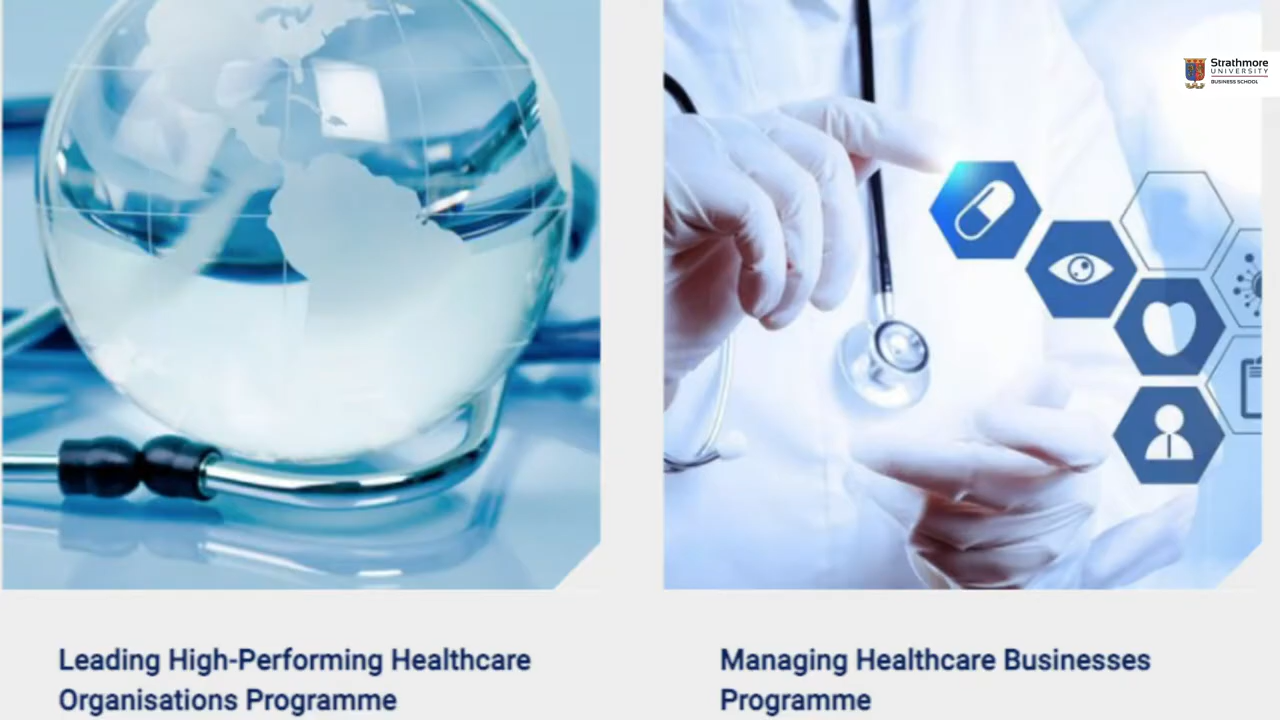 Strathmore
UNIVERSITY
BUSINESS SCHOOL
Leading High-Performing Healthcare
Organisations Programme
Managing Healthcare Businesses
Programme